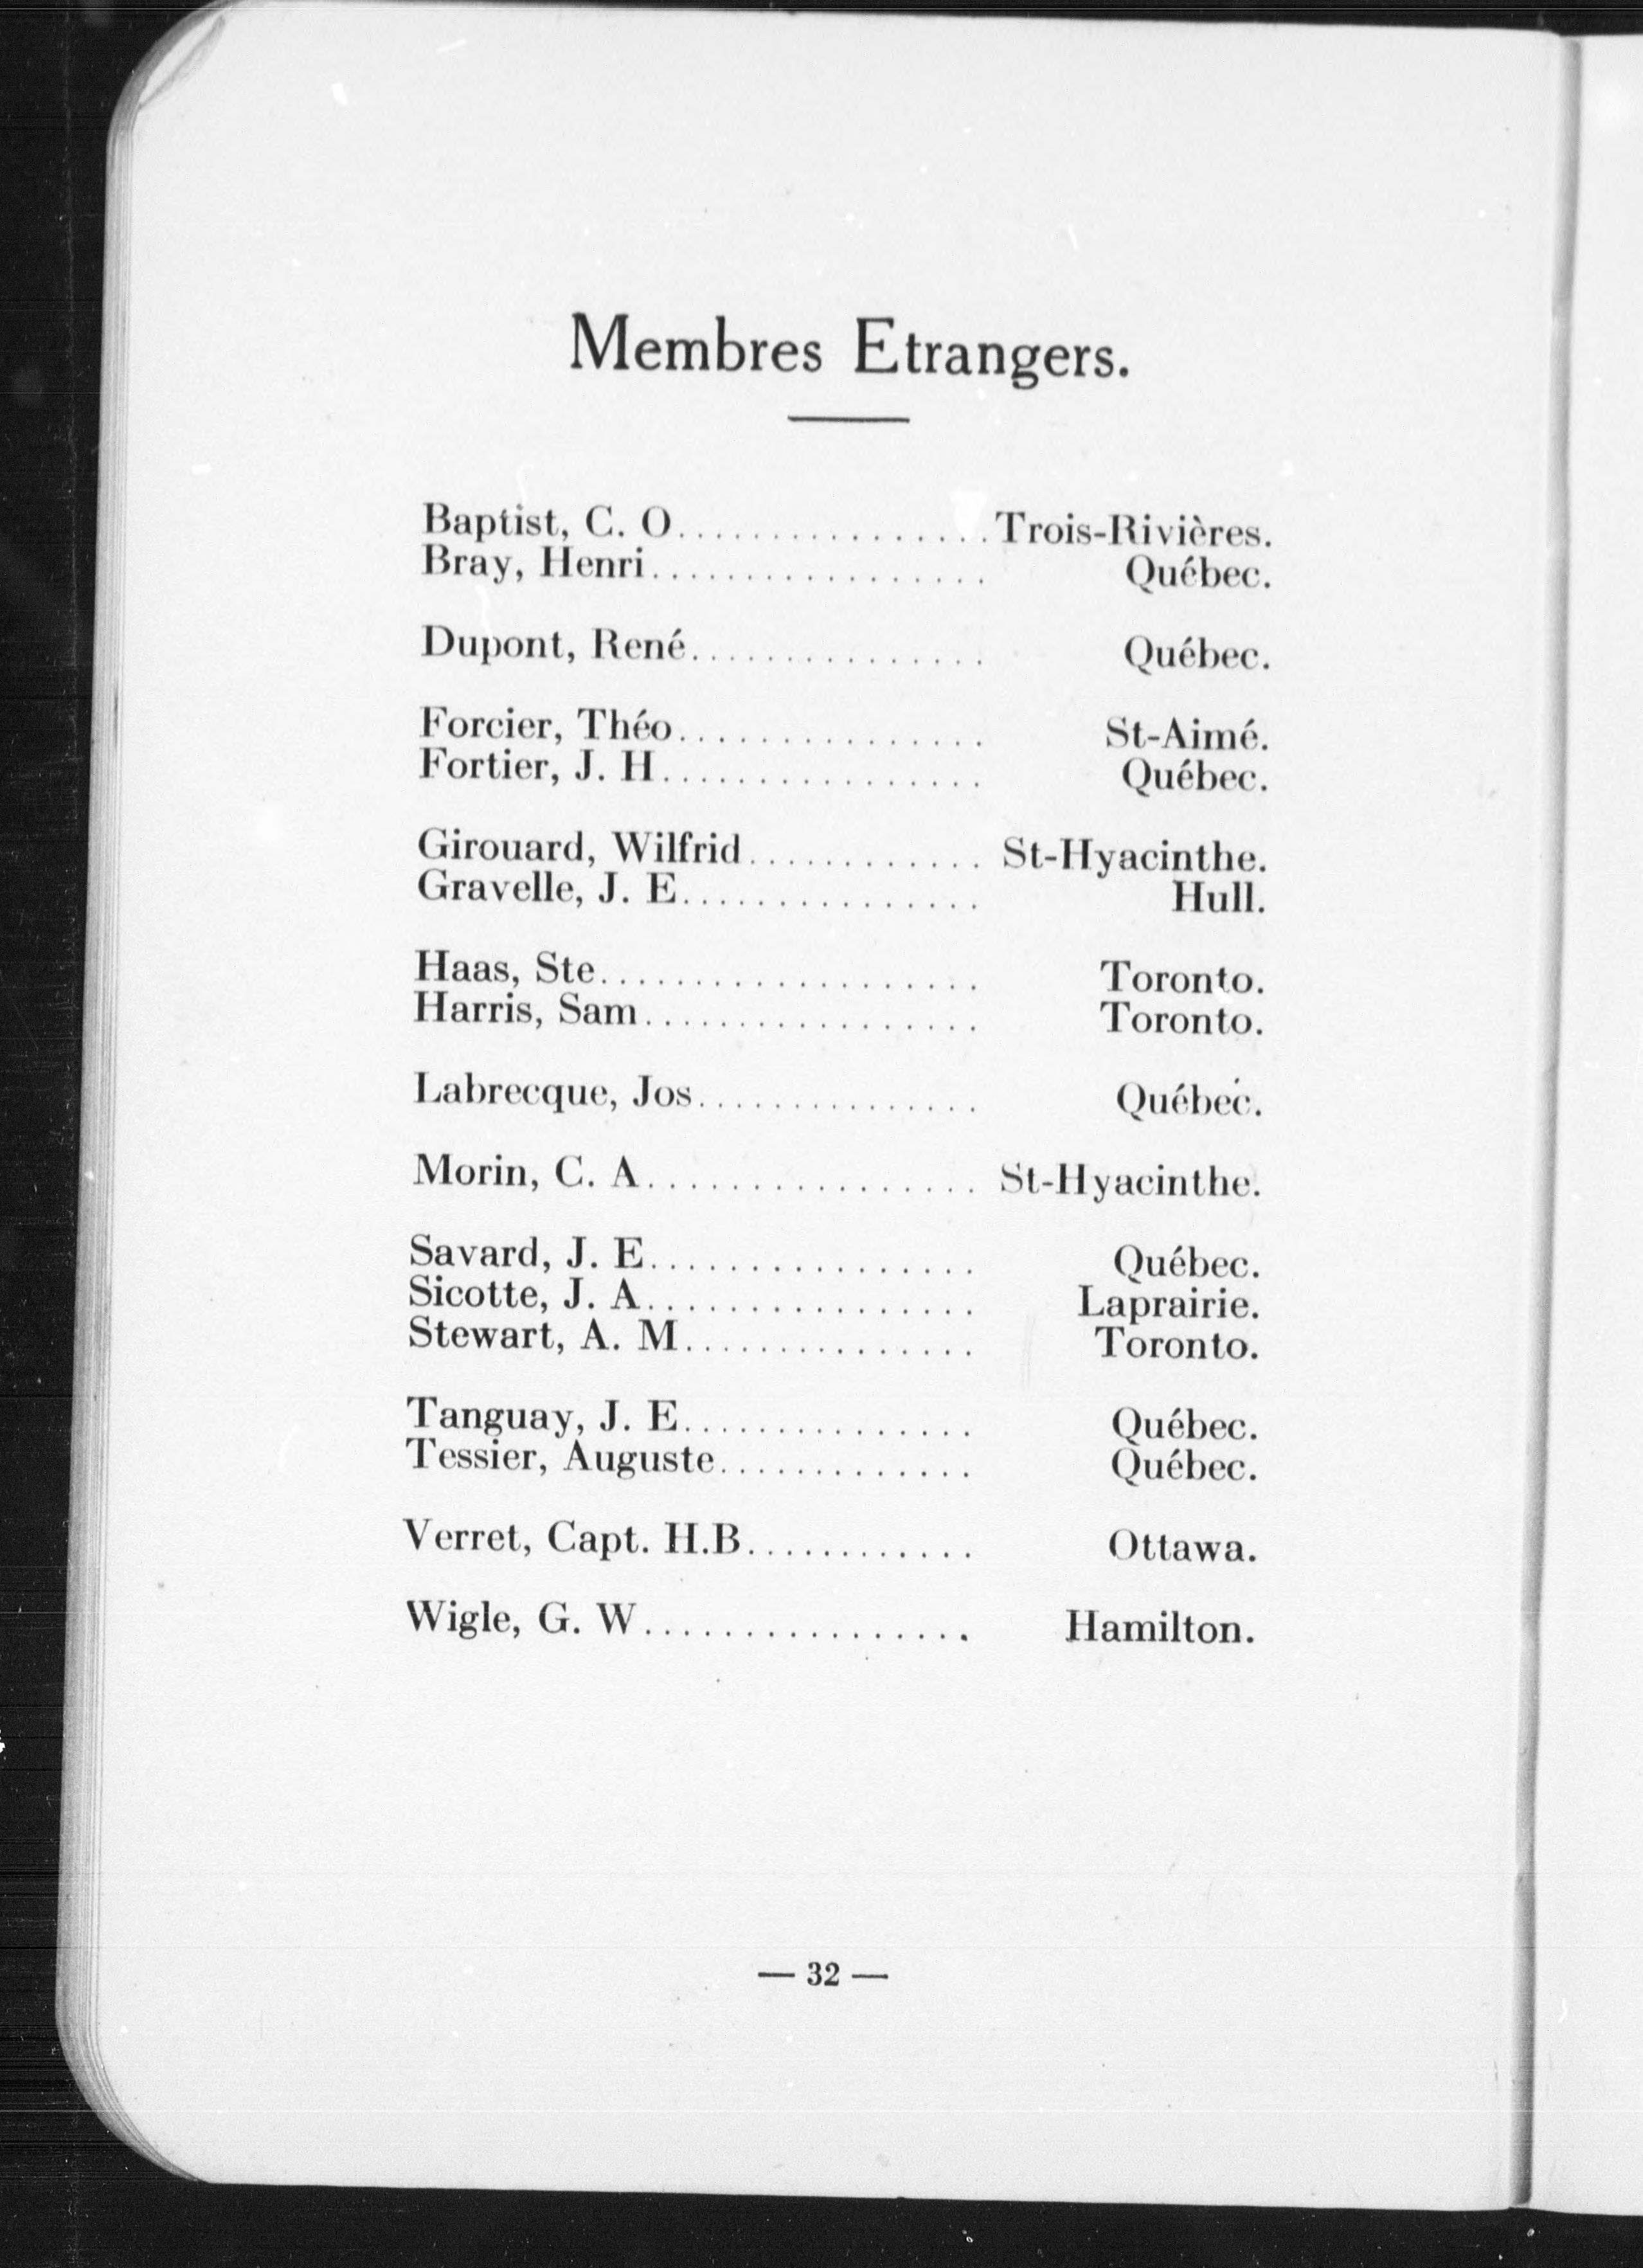 Membres Etrangers.
Baptist, C. O................Trois-Rivières.
Bray, Henri................. Québec.
Dupont, René............... Québec.
Forcier, Théo............... St-Aimé.
Fortier, J. H................ Québec.
Girouard, Wilfrid............ St-Hyacinthe.
Gravelle, J. E............... Hull.
Haas, Ste................... Toronto.
Harris, Sam................. Toronto.
Labrecque, Jos.............. Québec.
Morin, C. A................. St-Hyacinthe.
Savard, J. E................. Québec.
Sicotte, J. A................. Laprairie.
Stewart, A. M............... Toronto.
Tanguay, J. E............... Québec.
Tessier, Auguste............. Québec.
Verret, Capt. H.B............ Ottawa.
Wigle, G. W................ Hamilton.
— 32 —